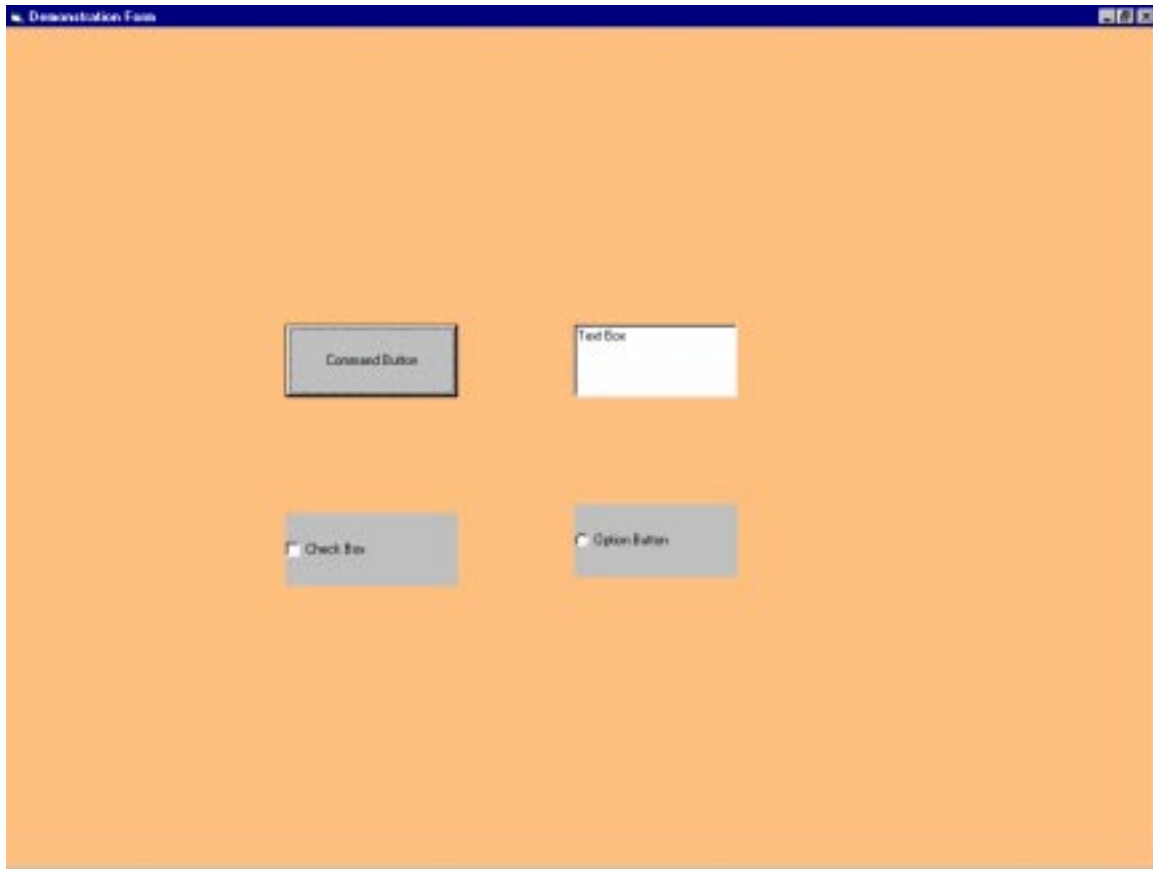 Demonstration Form
Command Button
Text Box
Check Box
Option Button